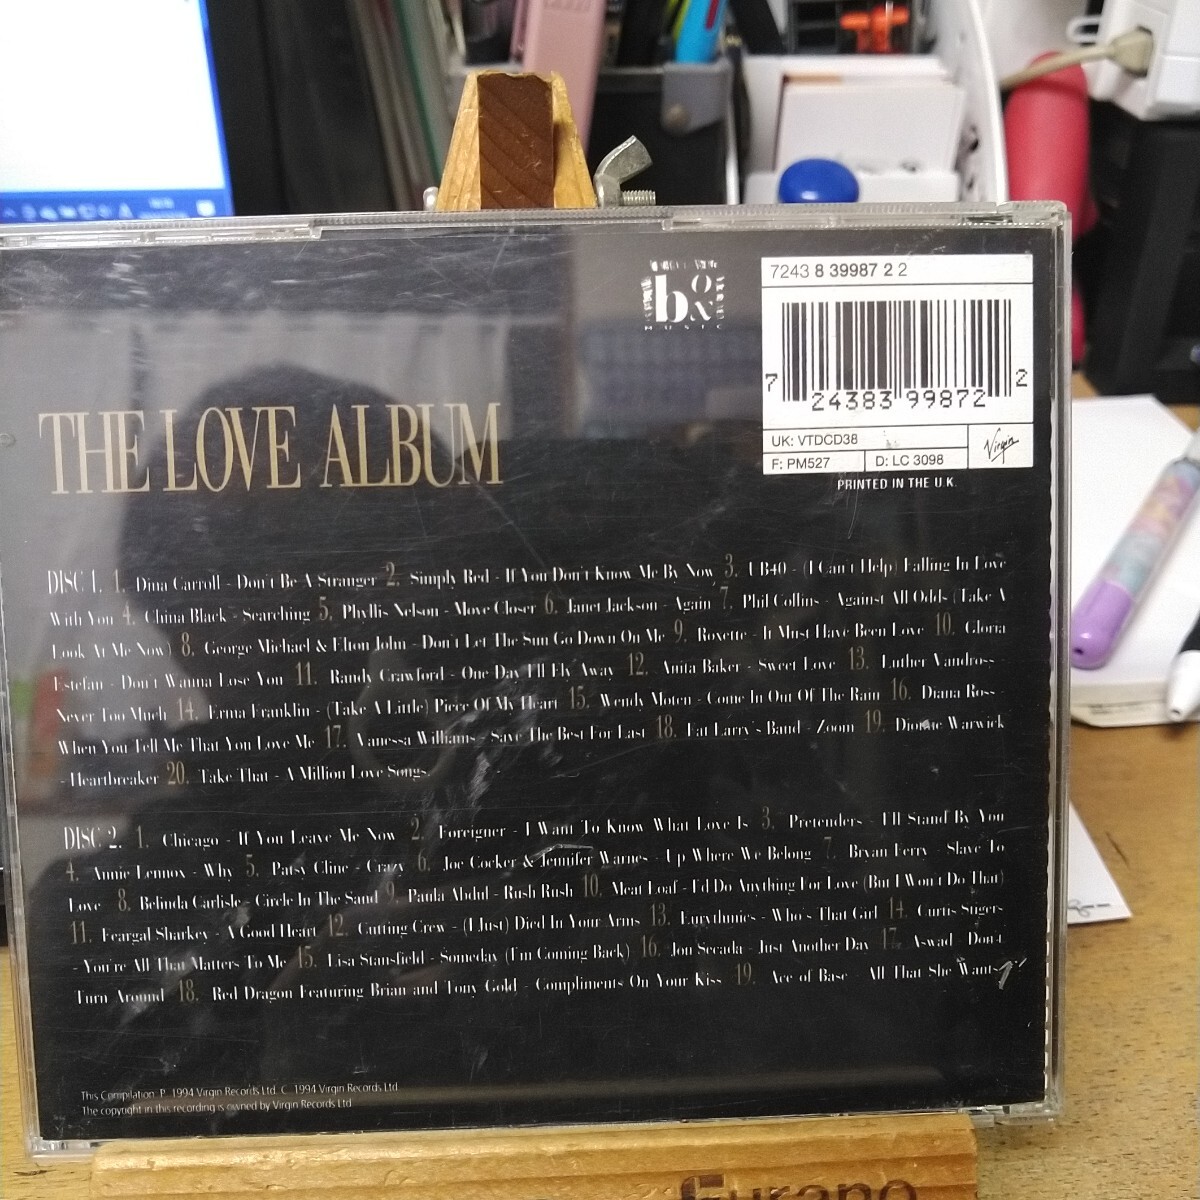 7243 8 39987 2 2
box
MUSIC
7 24383 99872 2
UK: VTDCD38
F: PM527 D: LC 3098
Virgin
PRINTED IN THE U.K.
THE LOVE ALBUM
DISC 1. 1. Dina Carroll - Don't Be A Stranger 2. Simply Red - If You Don't Know Me By Now 3. UB40 - (I Can't Help) Falling In Love
With You 4. China Black - Searching 5. Phyllis Nelson - Move Closer 6. Janet Jackson - Again 7. Phil Collins - Against All Odds (Take A
Look At Me Now) 8. George Michael & Elton John - Don't Let The Sun Go Down On Me 9. Roxette - It Must Have Been Love 10. Gloria
Estefan - Don't Wanna Lose You 11. Randy Crawford - One Day I'll Fly Away 12. Anita Baker - Sweet Love 13. Luther Vandross -
Never Too Much 14. Erma Franklin - (Take A Little) Piece Of My Heart 15. Wendy Moten - Come In Out Of The Rain 16. Diana Ross -
When You Tell Me That You Love Me 17. Vanessa Williams - Save The Best For Last 18. Fat Larry's Band - Zoom 19. Dionne Warwick
- Heartbreaker 20. Take That - A Million Love Songs.
DISC 2. 1. Chicago - If You Leave Me Now 2. Foreigner - I Want To Know What Love Is 3. Pretenders - I'll Stand By You
4. Annie Lennox - Why 5. Patsy Cline - Crazy 6. Joe Cocker & Jennifer Warnes - Up Where We Belong 7. Bryan Ferry - Slave To
Love 8. Belinda Carlisle - Circle In The Sand 9. Paula Abdul - Rush Rush 10. Meat Loaf - I'd Do Anything For Love (But I Won't Do That)
11. Feargal Sharkey - A Good Heart 12. Cutting Crew - (I Just) Died In Your Arms 13. Eurythmics - Who's That Girl 14. Curtis Stigers
- You're All That Matters To Me 15. Lisa Stansfield - Someday (I'm Coming Back) 16. Jon Secada - Just Another Day 17. Aswad - Don't
Turn Around 18. Red Dragon Featuring Brian and Tony Gold - Compliments On Your Kiss 19. Ace of Base - All That She Wants
This Compilation P 1994 Virgin Records Ltd. C 1994 Virgin Records Ltd
The copyright in this recording is owned by Virgin Records Ltd
Furano